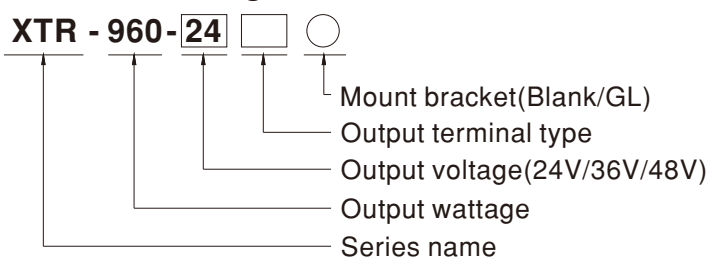 XTR - 960-24
Mount bracket(Blank/GL)
Output terminal type
Output voltage(24V/36V/48V)
Output wattage
Series name